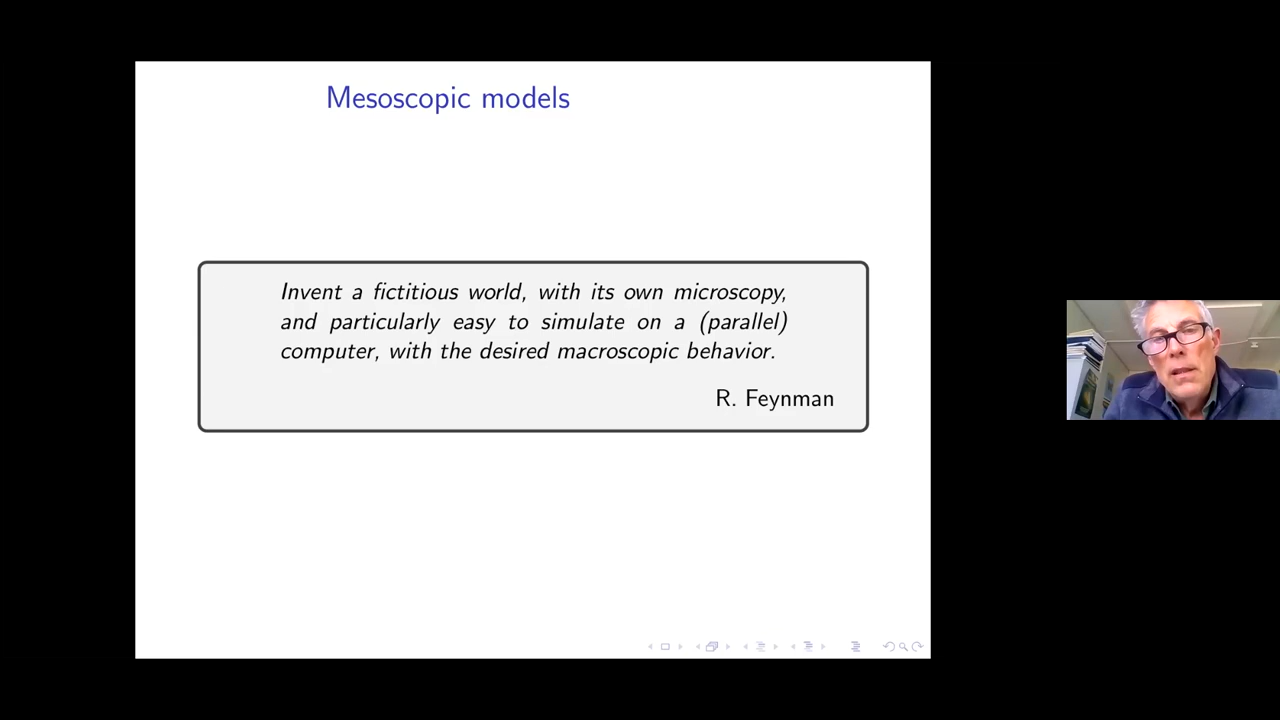 Mesoscopic models
Invent a fictitious world, with its own microscopy,
and particularly easy to simulate on a (parallel)
computer, with the desired macroscopic behavior.
R. Feynman